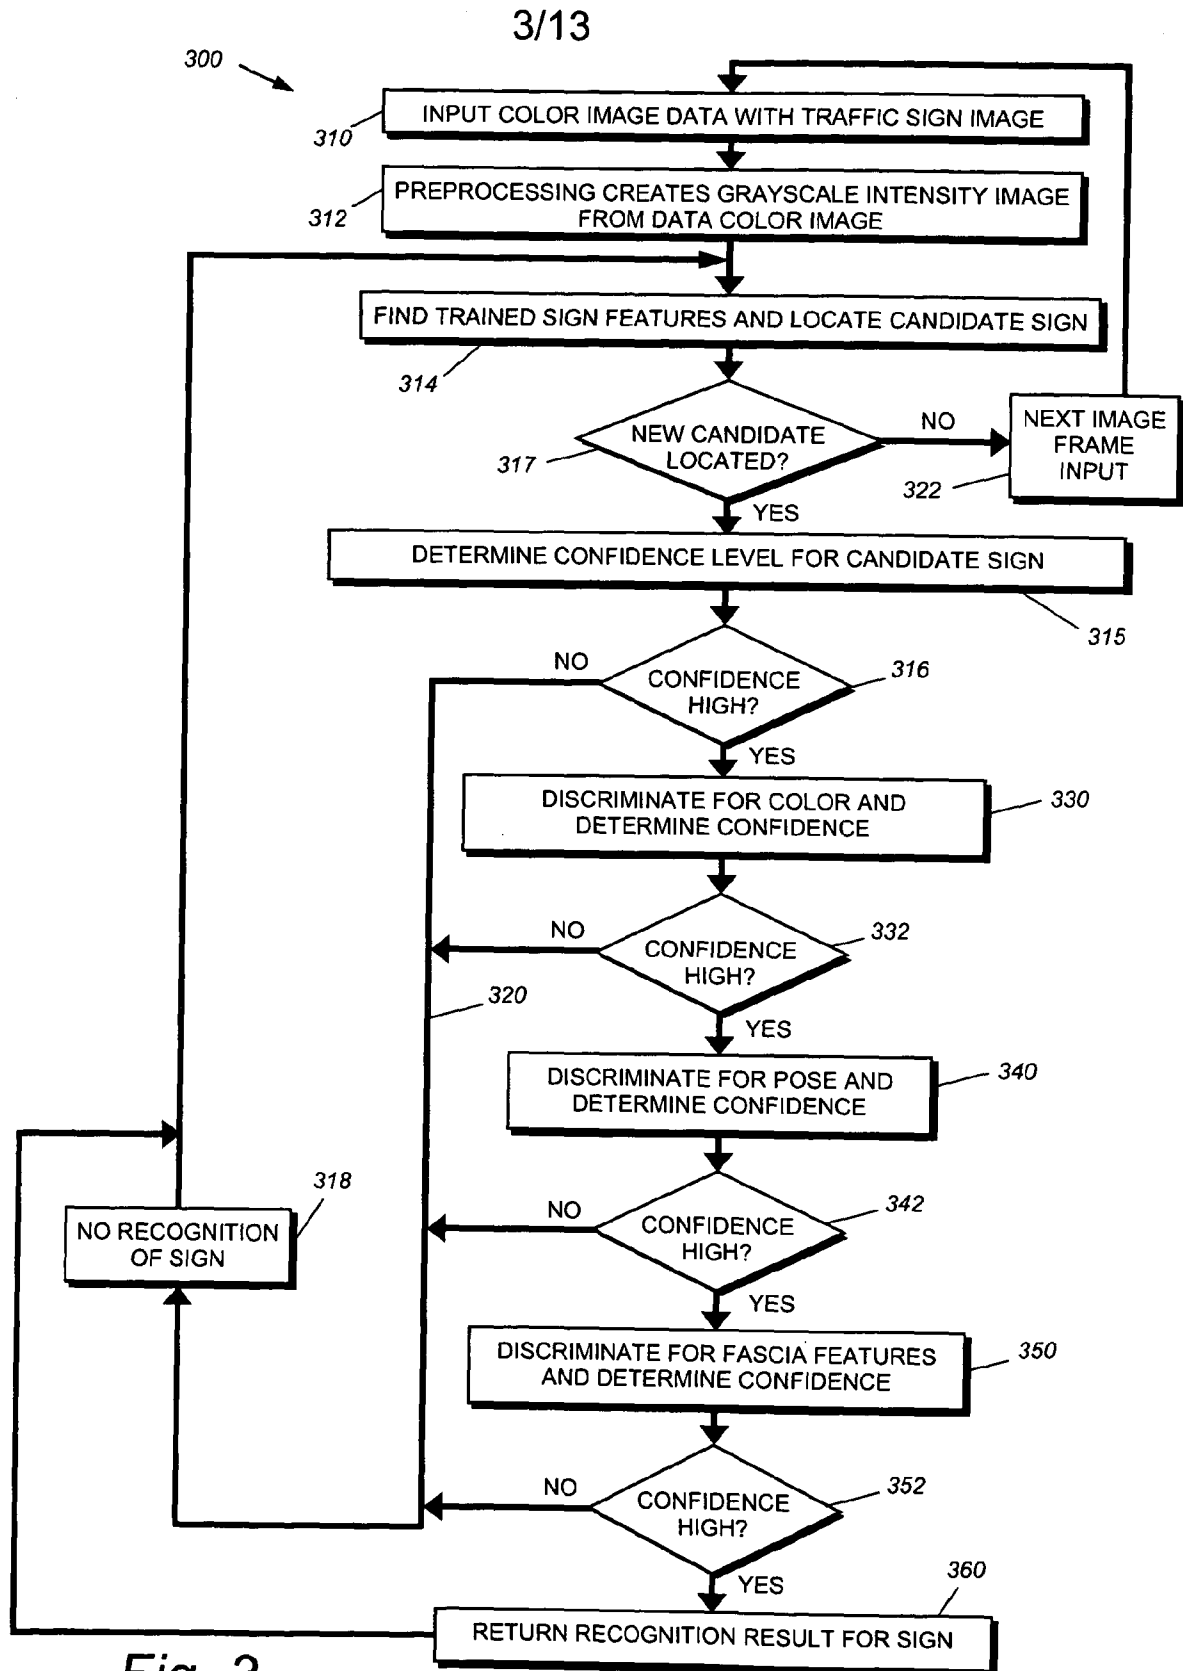 3/13
300
INPUT COLOR IMAGE DATA WITH TRAFFIC SIGN IMAGE
310
PREPROCESSING CREATES GRAYSCALE INTENSITY IMAGE
FROM DATA COLOR IMAGE
312
FIND TRAINED SIGN FEATURES AND LOCATE CANDIDATE SIGN
314
NEW CANDIDATE
LOCATED?
317
NO
NEXT IMAGE
FRAME
INPUT
322
YES
DETERMINE CONFIDENCE LEVEL FOR CANDIDATE SIGN
315
NO
CONFIDENCE
HIGH?
316
YES
DISCRIMINATE FOR COLOR AND
DETERMINE CONFIDENCE
330
NO
CONFIDENCE
HIGH?
332
320
YES
DISCRIMINATE FOR POSE AND
DETERMINE CONFIDENCE
340
318
NO RECOGNITION
OF SIGN
NO
CONFIDENCE
HIGH?
342
YES
DISCRIMINATE FOR FASCIA FEATURES
AND DETERMINE CONFIDENCE
350
NO
CONFIDENCE
HIGH?
352
YES
360
RETURN RECOGNITION RESULT FOR SIGN
Fig.